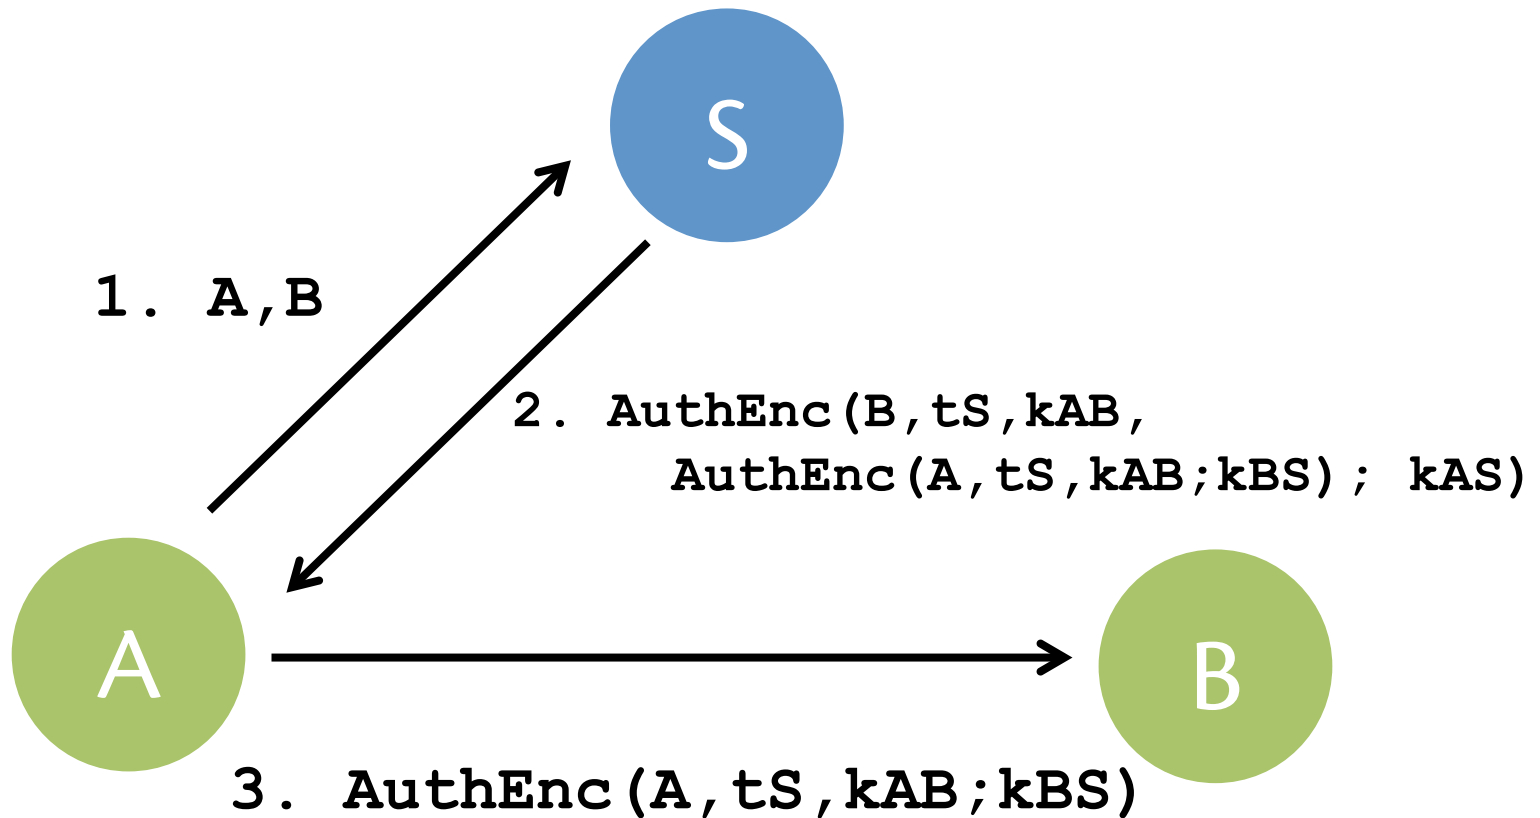 S
1. A,B
2. AuthEnc(B,tS,kAB,
AuthEnc(A,tS,kAB;kBS); kAS)
A
B
3. AuthEnc(A,tS,kAB;kBS)